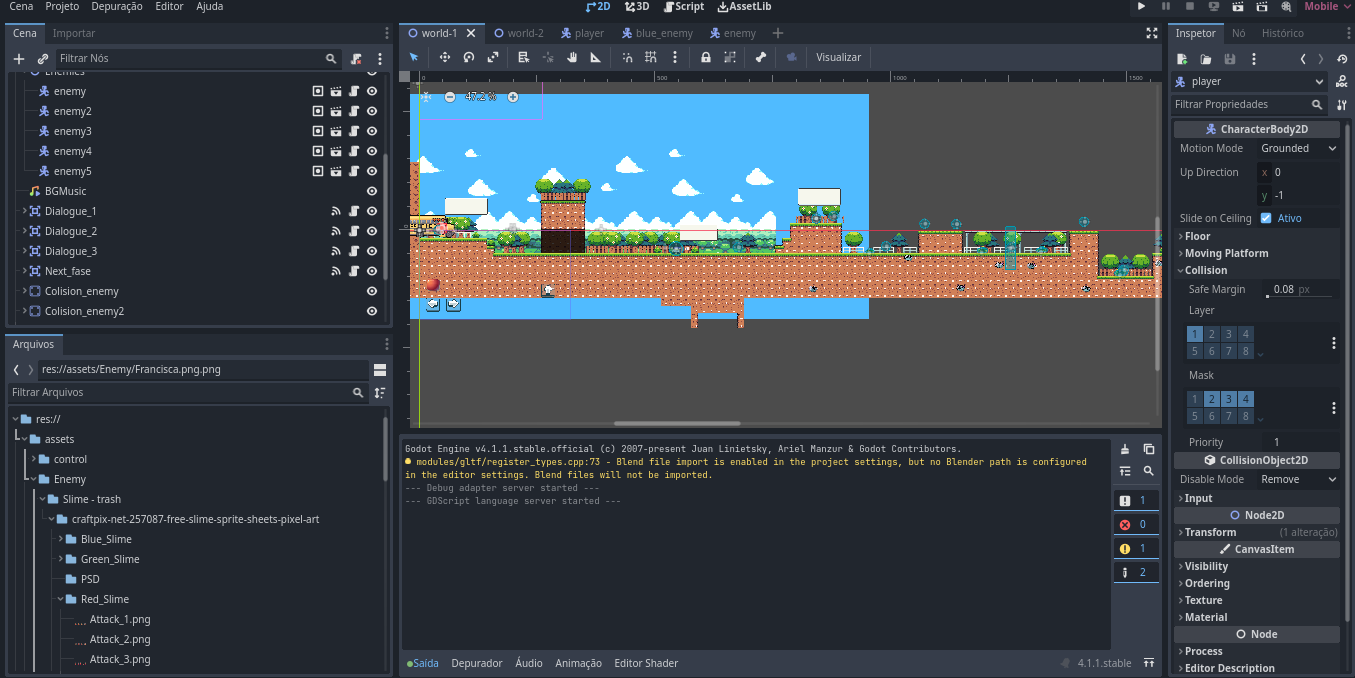 Cena Projeto Depuração Editor Ajuda
2D 3D Script AssetLib
Mobile
Cena Importar
Filtrar Nós
Enemies
enemy
enemy2
enemy3
enemy4
enemy5
BGMusic
Dialogue_1
Dialogue_2
Dialogue_3
Next_fase
Colision_enemy
Colision_enemy2
Arquivos
res://assets/Enemy/Francisca.png.png
Filtrar Arquivos
res://
assets
control
Enemy
Slime - trash
craftpix-net-257087-free-slime-sprite-sheets-pixel-art
Blue_Slime
Green_Slime
PSD
Red_Slime
Attack_1.png
Attack_2.png
Attack_3.png
world-1 world-2 player blue_enemy enemy
Visualizar
0 500 1000 1500
47.2 %
Godot Engine v4.1.1.stable.official (c) 2007-present Juan Linietsky, Ariel Manzur & Godot Contributors.
modules/gltf/register_types.cpp:73 - Blend file import is enabled in the project settings, but no Blender path is configured
in the editor settings. Blend files will not be imported.
--- Debug adapter server started ---
--- GDScript language server started ---
1
0
1
2
Saída Depurador Áudio Animação Editor Shader
4.1.1.stable
Inspetor Nó Histórico
player
DOC
Filtrar Propriedades
CharacterBody2D
Motion Mode Grounded
Up Direction x 0
y -1
Slide on Ceiling Ativo
Floor
Moving Platform
Collision
Safe Margin 0.08 px
Layer
1 2 3 4
5 6 7 8
Mask
1 2 3 4
5 6 7 8
Priority 1
CollisionObject2D
Disable Mode Remove
Input
Node2D
Transform (1 alteração)
CanvasItem
Visibility
Ordering
Texture
Material
Node
Process
Editor Description